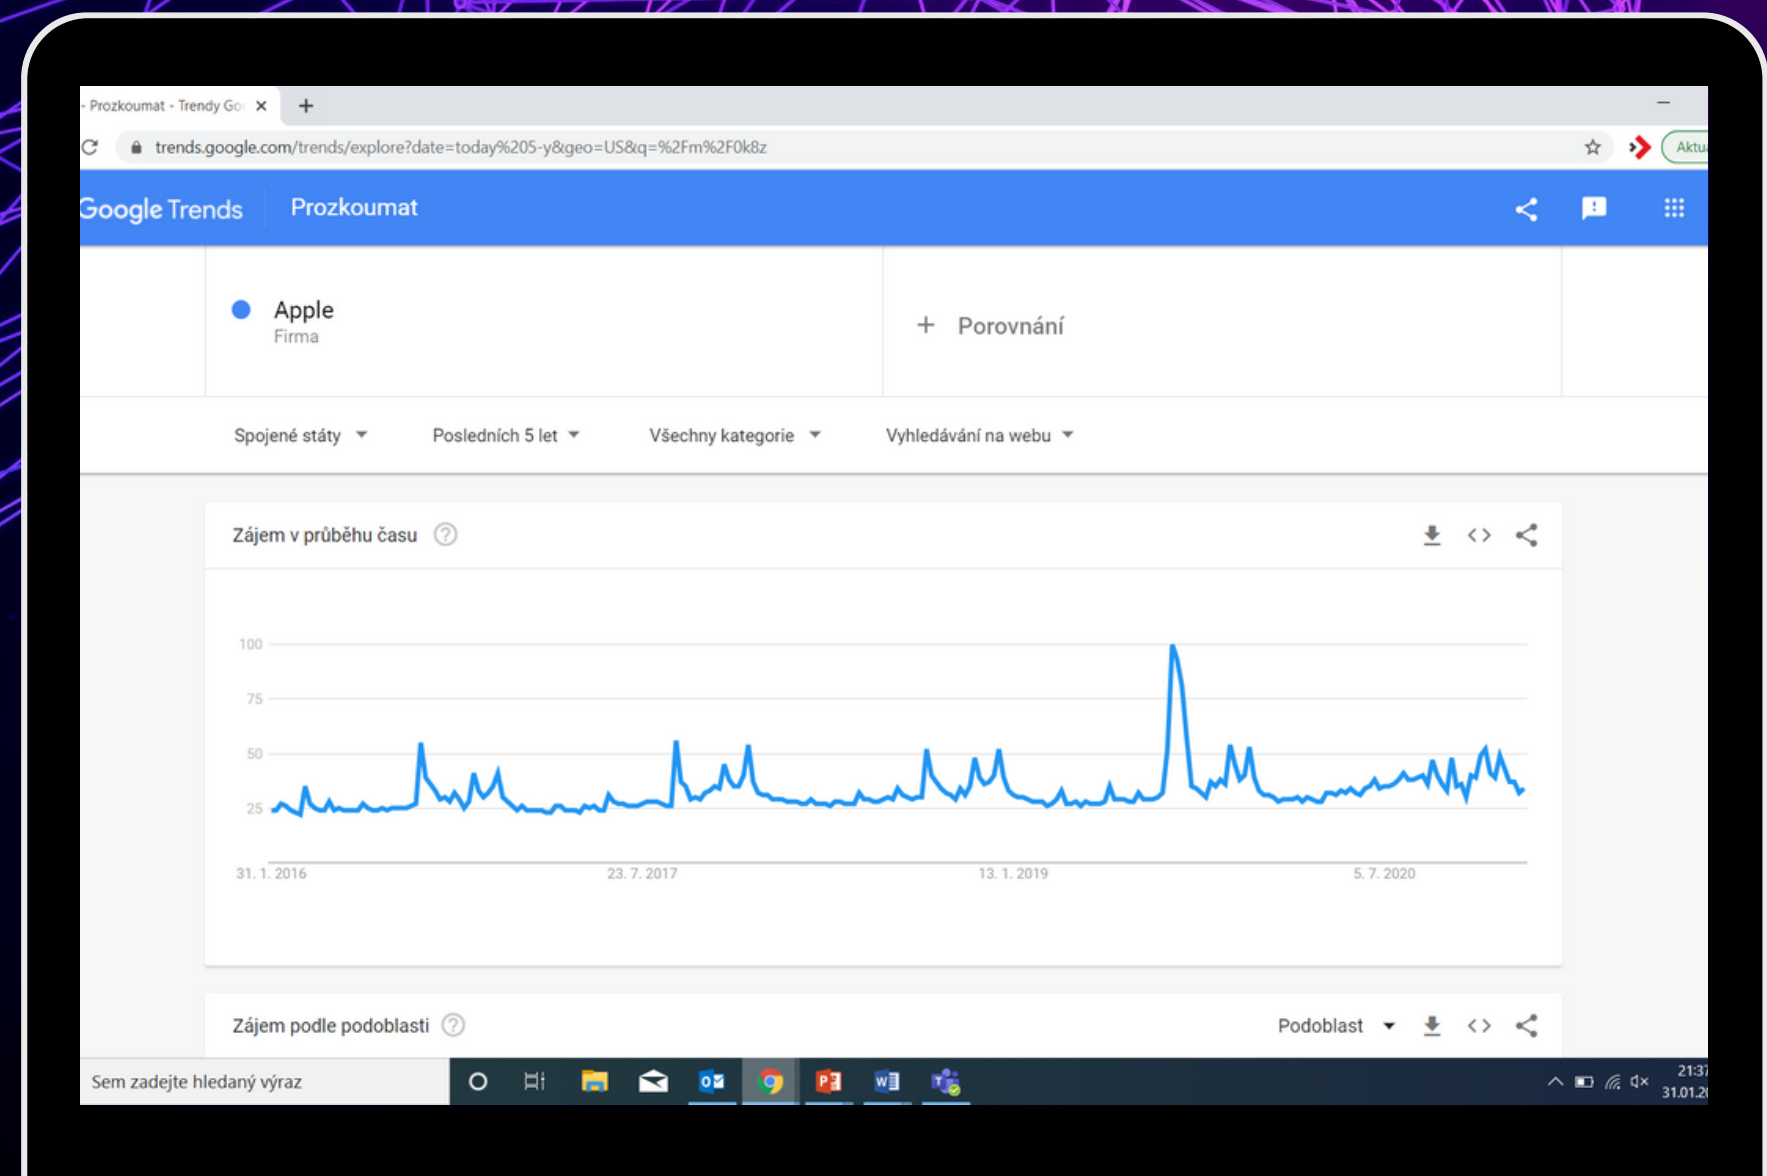 - Prozkoumat - Trendy Goo
trends.google.com/trends/explore?date=today%205-y&geo=US&q=%2Fm%2F0k8z
Aktu
Google Trends Prozkoumat
Apple
Firma
+ Porovnání
Spojené státy Posledních 5 let Všechny kategorie Vyhledávání na webu
Zájem v průběhu času
100
75
50
25
31. 1. 2016 23. 7. 2017 13. 1. 2019 5. 7. 2020
Zájem podle podoblasti Podoblast
Sem zadejte hledaný výraz
21:37
31.01.20